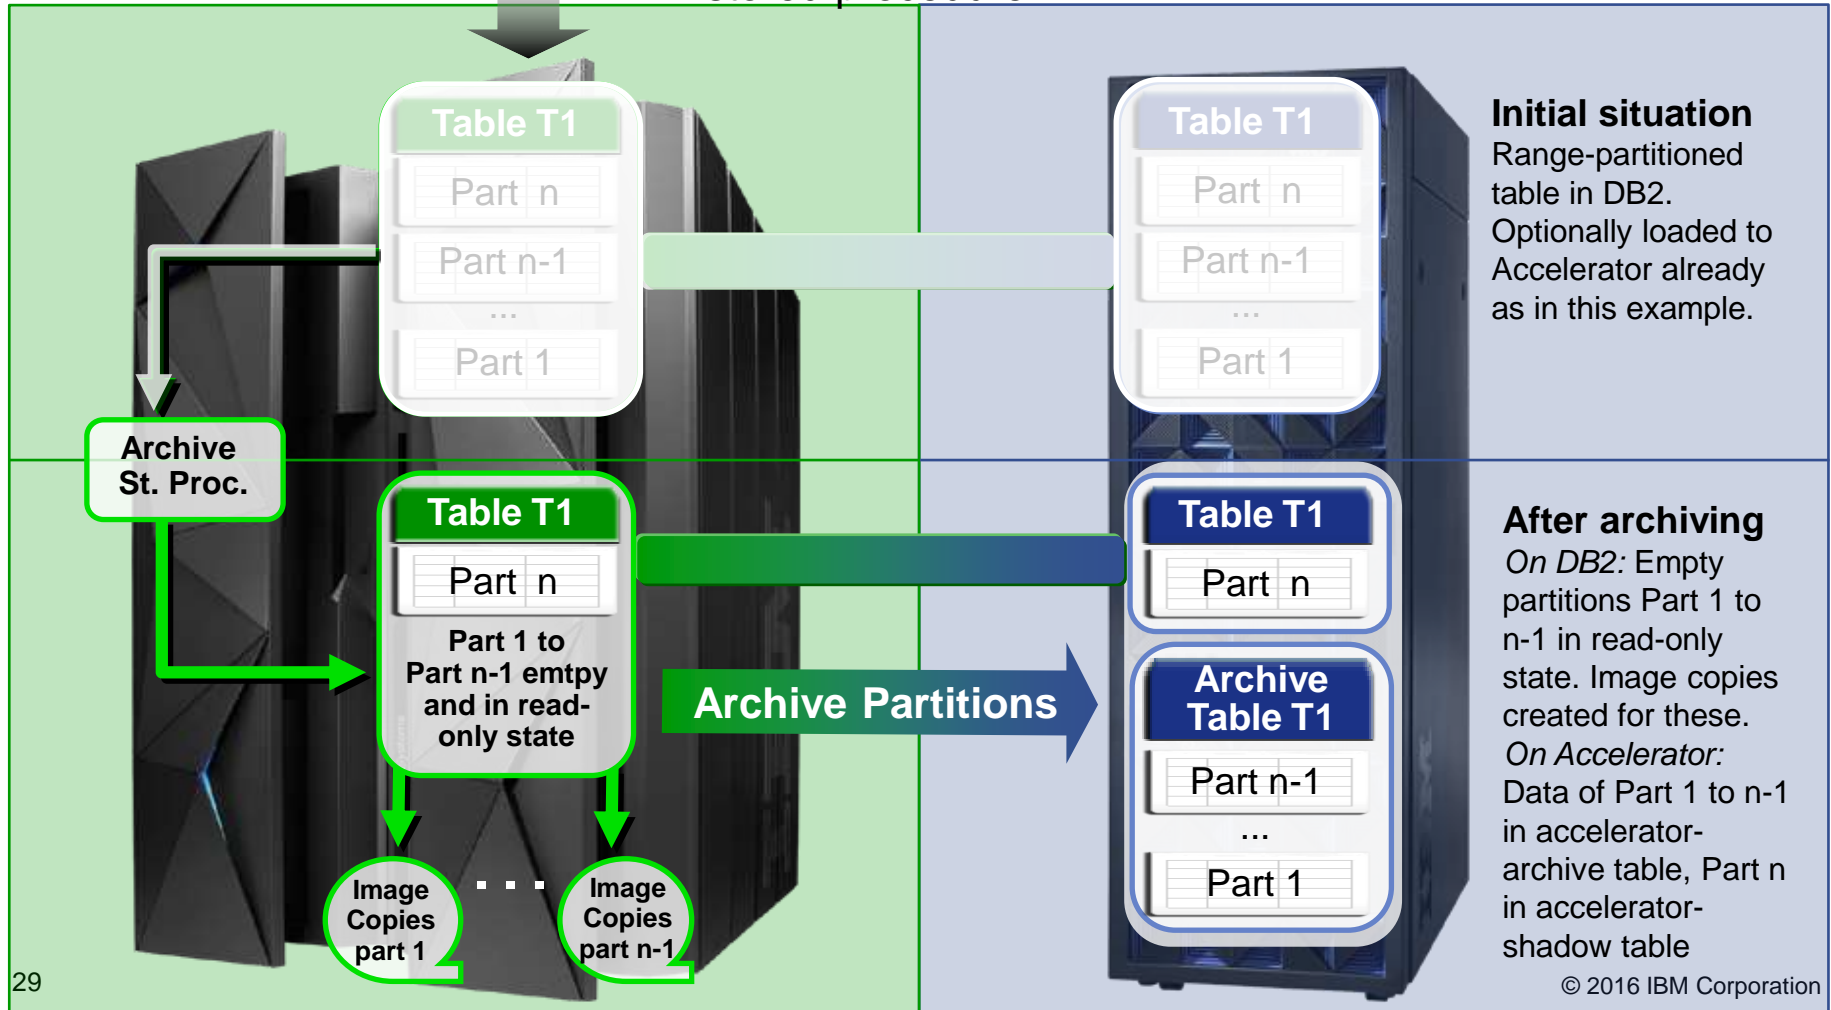 Table T1
Part n
Part n-1
...
Part 1
Table T1
Part n
Part n-1
...
Part 1
Initial situation
Range-partitioned
table in DB2.
Optionally loaded to
Accelerator already
as in this example.
Archive
St. Proc.
Table T1
Part n
Part 1 to
Part n-1 emtpy
and in read-
only state
Archive Partitions
Table T1
Part n
Archive
Table T1
Part n-1
...
Part 1
After archiving
On DB2: Empty
partitions Part 1 to
n-1 in read-only
state. Image copies
created for these.
On Accelerator:
Data of Part 1 to n-1
in accelerator-
archive table, Part n
in accelerator-
shadow table
Image
Copies
part 1
. . .
Image
Copies
part n-1
29
© 2016 IBM Corporation